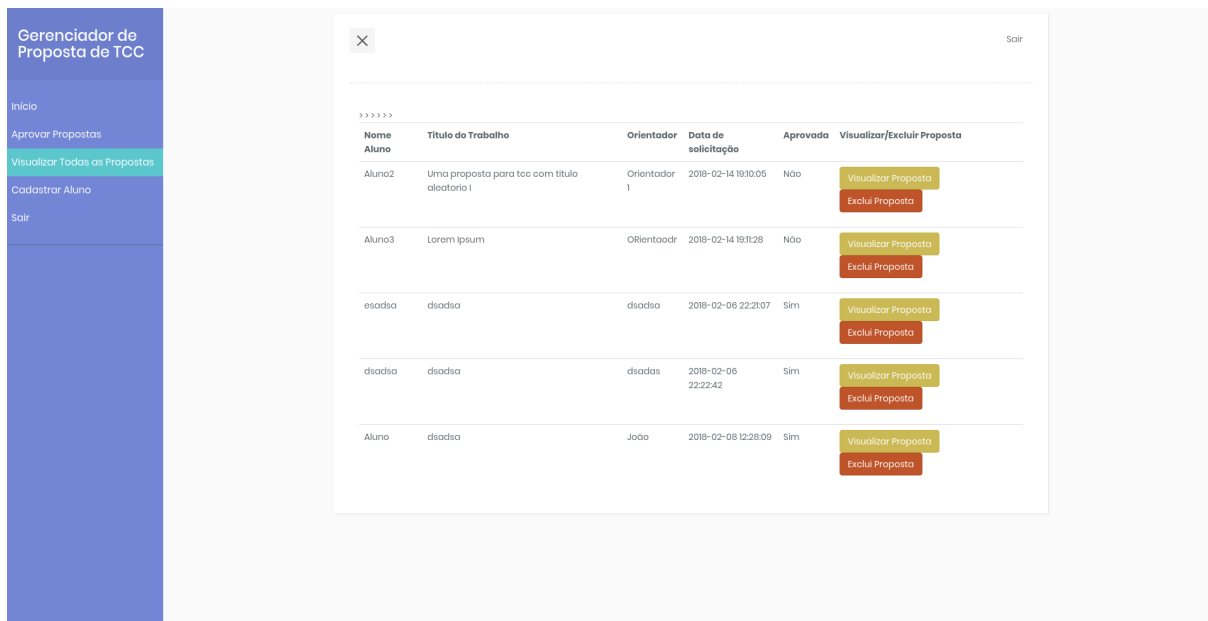 Gerenciador de
Proposta de TCC
Início
Aprovar Propostas
Visualizar Todas as Propostas
Cadastrar Aluno
Sair
Sair
>>>>>>
Nome Aluno Título do Trabalho Orientador Data de solicitação Aprovada Visualizar/Excluir Proposta
Aluno2 Uma proposta para tcc com titulo aleatorio I Orientador 1 2018-02-14 19:10:05 Não Visualizar Proposta
Exclui Proposta
Aluno3 Lorem Ipsum ORientaodr 2018-02-14 19:11:28 Não Visualizar Proposta
Exclui Proposta
esadsa dsadsa dsadsa 2018-02-06 22:21:07 Sim Visualizar Proposta
Exclui Proposta
dsadsa dsadsa dsadas 2018-02-06 22:22:42 Sim Visualizar Proposta
Exclui Proposta
Aluno dsadsa João 2018-02-08 12:28:09 Sim Visualizar Proposta
Exclui Proposta